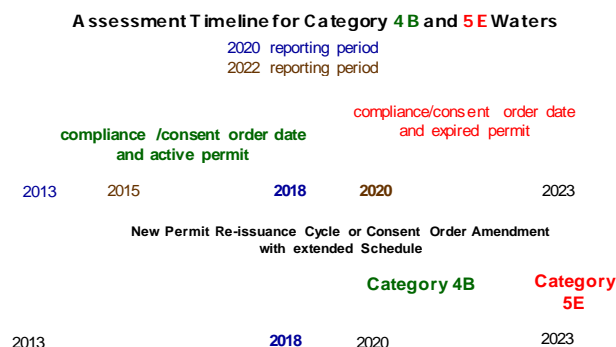 Assessment Timeline for Category 4B and 5E Waters
2020 reporting period
2022 reporting period
compliance/consent order date
and expired permit
compliance /consent order date
and active permit
2013 2015 2018 2020 2023
New Permit Re-issuance Cycle or Consent Order Amendment
with extended Schedule
Category 4B
Category
5E
2013 2018 2020 2023